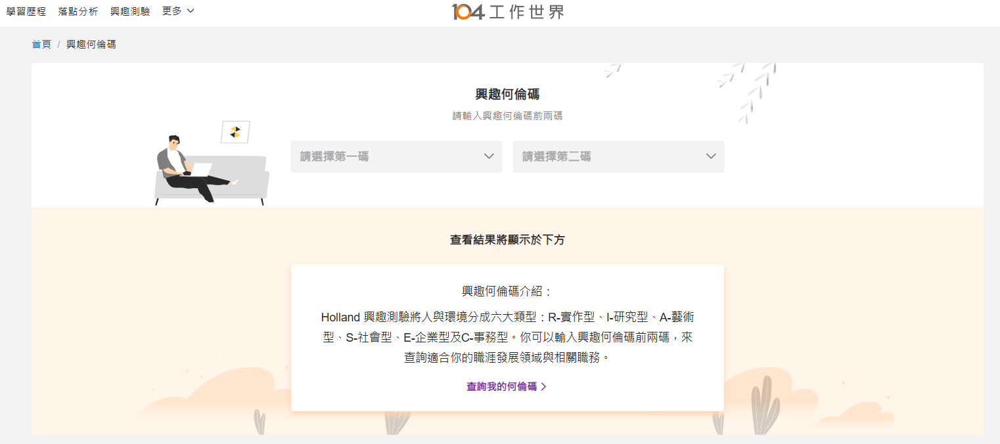 學習歷程 落點分析 興趣測驗 更多
104工作世界
首頁 / 興趣何倫碼
興趣何倫碼
請輸入興趣何倫碼前兩碼
請選擇第一碼 請選擇第二碼
查看結果將顯示於下方
興趣何倫碼介紹：
Holland 興趣測驗將人與環境分成六大類型：R-實作型、I-研究型、A-藝術
型、S-社會型、E-企業型及C-事務型。你可以輸入興趣何倫碼前兩碼，來
查詢適合你的職涯發展領域與相關職務。
查詢我的何倫碼